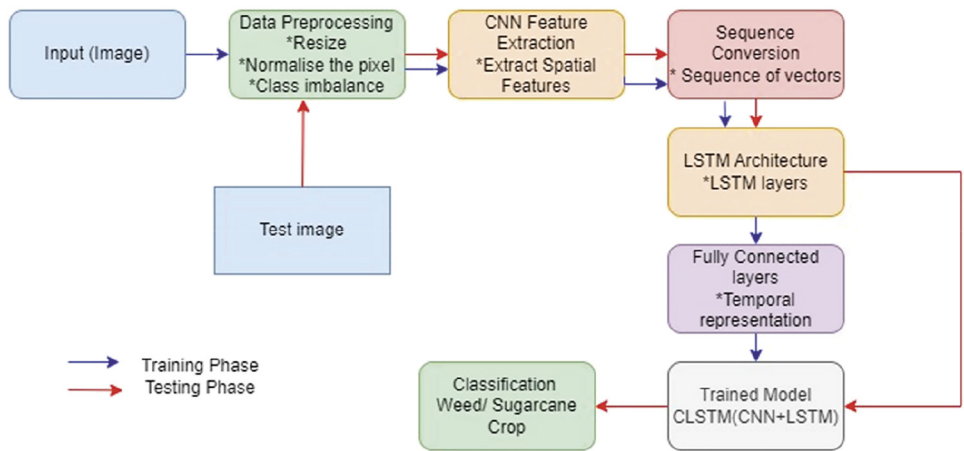 Input (Image)
Data Preprocessing
*Resize
*Normalise the pixel
*Class imbalance
CNN Feature
Extraction
*Extract Spatial
Features
Sequence
Conversion
* Sequence of vectors
LSTM Architecture
*LSTM layers
Test image
Fully Connected
layers
*Temporal
representation
Training Phase
Testing Phase
Classification
Weed/ Sugarcane
Crop
Trained Model
CLSTM(CNN+LSTM)